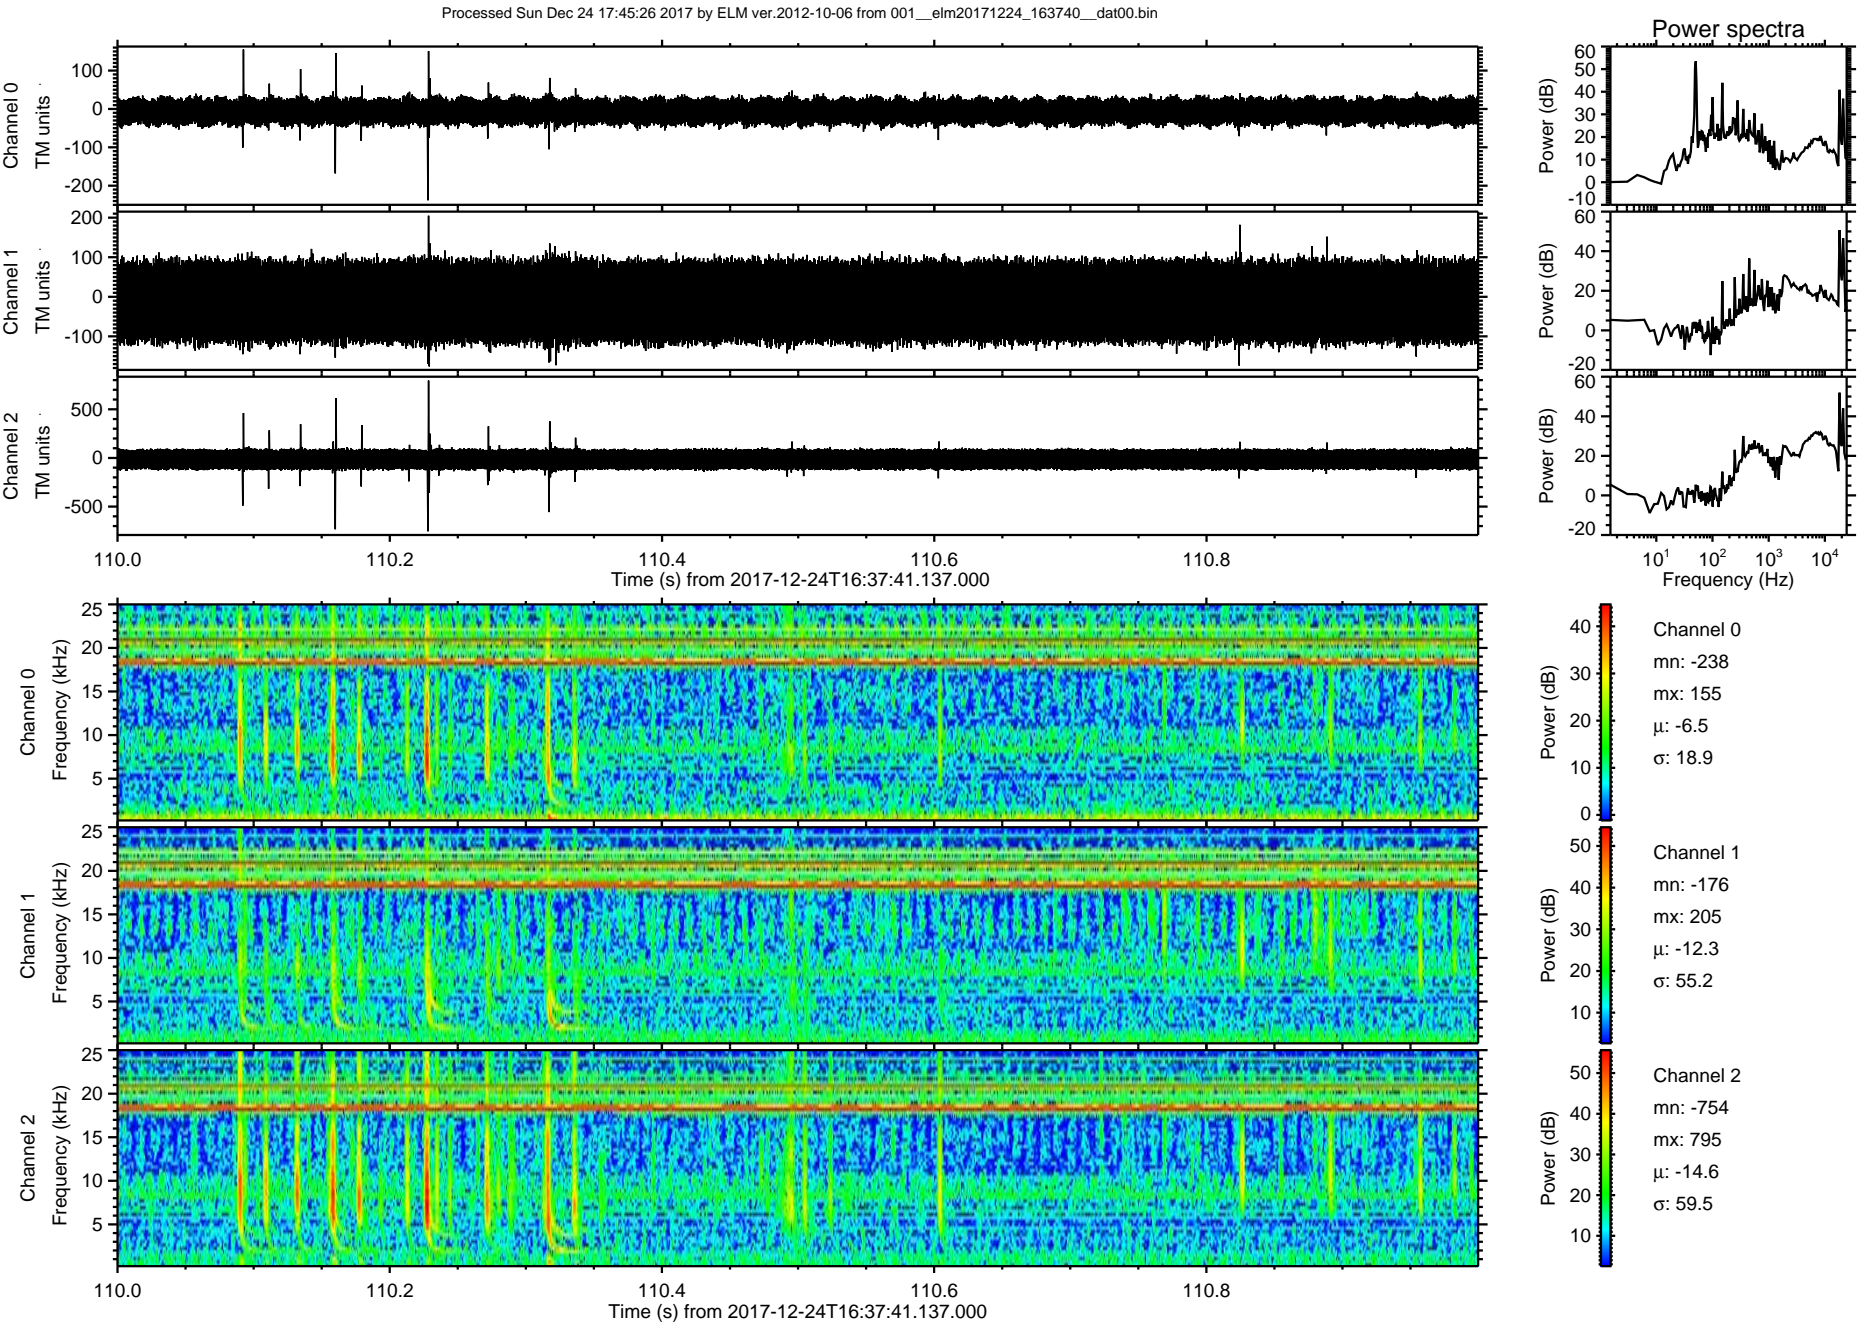 Processed Sun Dec 24 17:45:26 2017 by ELM ver.2012-10-06 from 001__elm20171224_163740__dat00.bin
Power spectra
Channel 0
TM units
100
0
-100
-200
Power (dB)
60
50
40
30
20
10
0
-10
Channel 1
TM units
200
100
0
-100
Power (dB)
60
40
20
0
-20
Channel 2
TM units
500
0
-500
Power (dB)
60
40
20
0
-20
110.0 110.2 110.4 110.6 110.8
Time (s) from 2017-12-24T16:37:41.137.000
10^1 10^2 10^3 10^4
Frequency (Hz)
Channel 0
Frequency (kHz)
25
20
15
10
5
Power (dB)
40
30
20
10
0
Channel 0
mn: -238
mx: 155
μ: -6.5
σ: 18.9
Channel 1
Frequency (kHz)
25
20
15
10
5
Power (dB)
50
40
30
20
10
Channel 1
mn: -176
mx: 205
μ: -12.3
σ: 55.2
Channel 2
Frequency (kHz)
25
20
15
10
5
Power (dB)
50
40
30
20
10
Channel 2
mn: -754
mx: 795
μ: -14.6
σ: 59.5
110.0 110.2 110.4 110.6 110.8
Time (s) from 2017-12-24T16:37:41.137.000